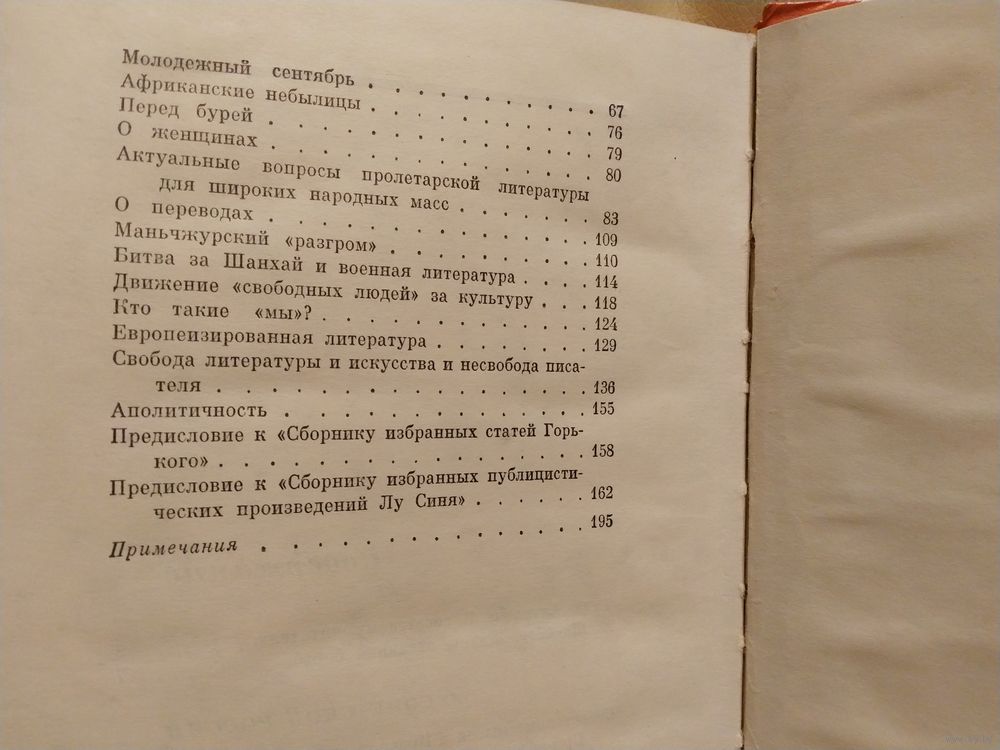 Молодежный сентябрь . . . . . . . . . . 67
Африканские небылицы . . . . . . . . . . 76
Перед бурей . . . . . . . . . . . . . 79
О женщинах . . . . . . . . . . . . . 80
Актуальные вопросы пролетарской литературы
для широких народных масс . . . . . . . 83
О переводах . . . . . . . . . . . . . 109
Маньчжурский «разгром» . . . . . . . . 110
Битва за Шанхай и военная литература . . . . 114
Движение «свободных людей» за культуру . . . 118
Кто такие «мы»? . . . . . . . . . . . 124
Европеизированная литература . . . . . . . 129
Свобода литературы и искусства и несвобода писа-
теля . . . . . . . . . . . . . . . 136
Аполитичность . . . . . . . . . . . . 155
Предисловие к «Сборнику избранных статей Горь-
кого» . . . . . . . . . . . . . . . 158
Предисловие к «Сборнику избранных публицисти-
ческих произведений Лу Синя» . . . . . . 162
Примечания . . . . . . . . . . . . . 195